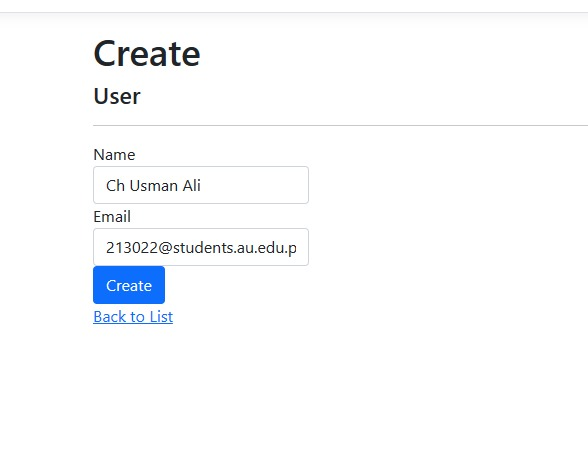 Create
User
Name
Ch Usman Ali
Email
213022@students.au.edu.p
Create
Back to List